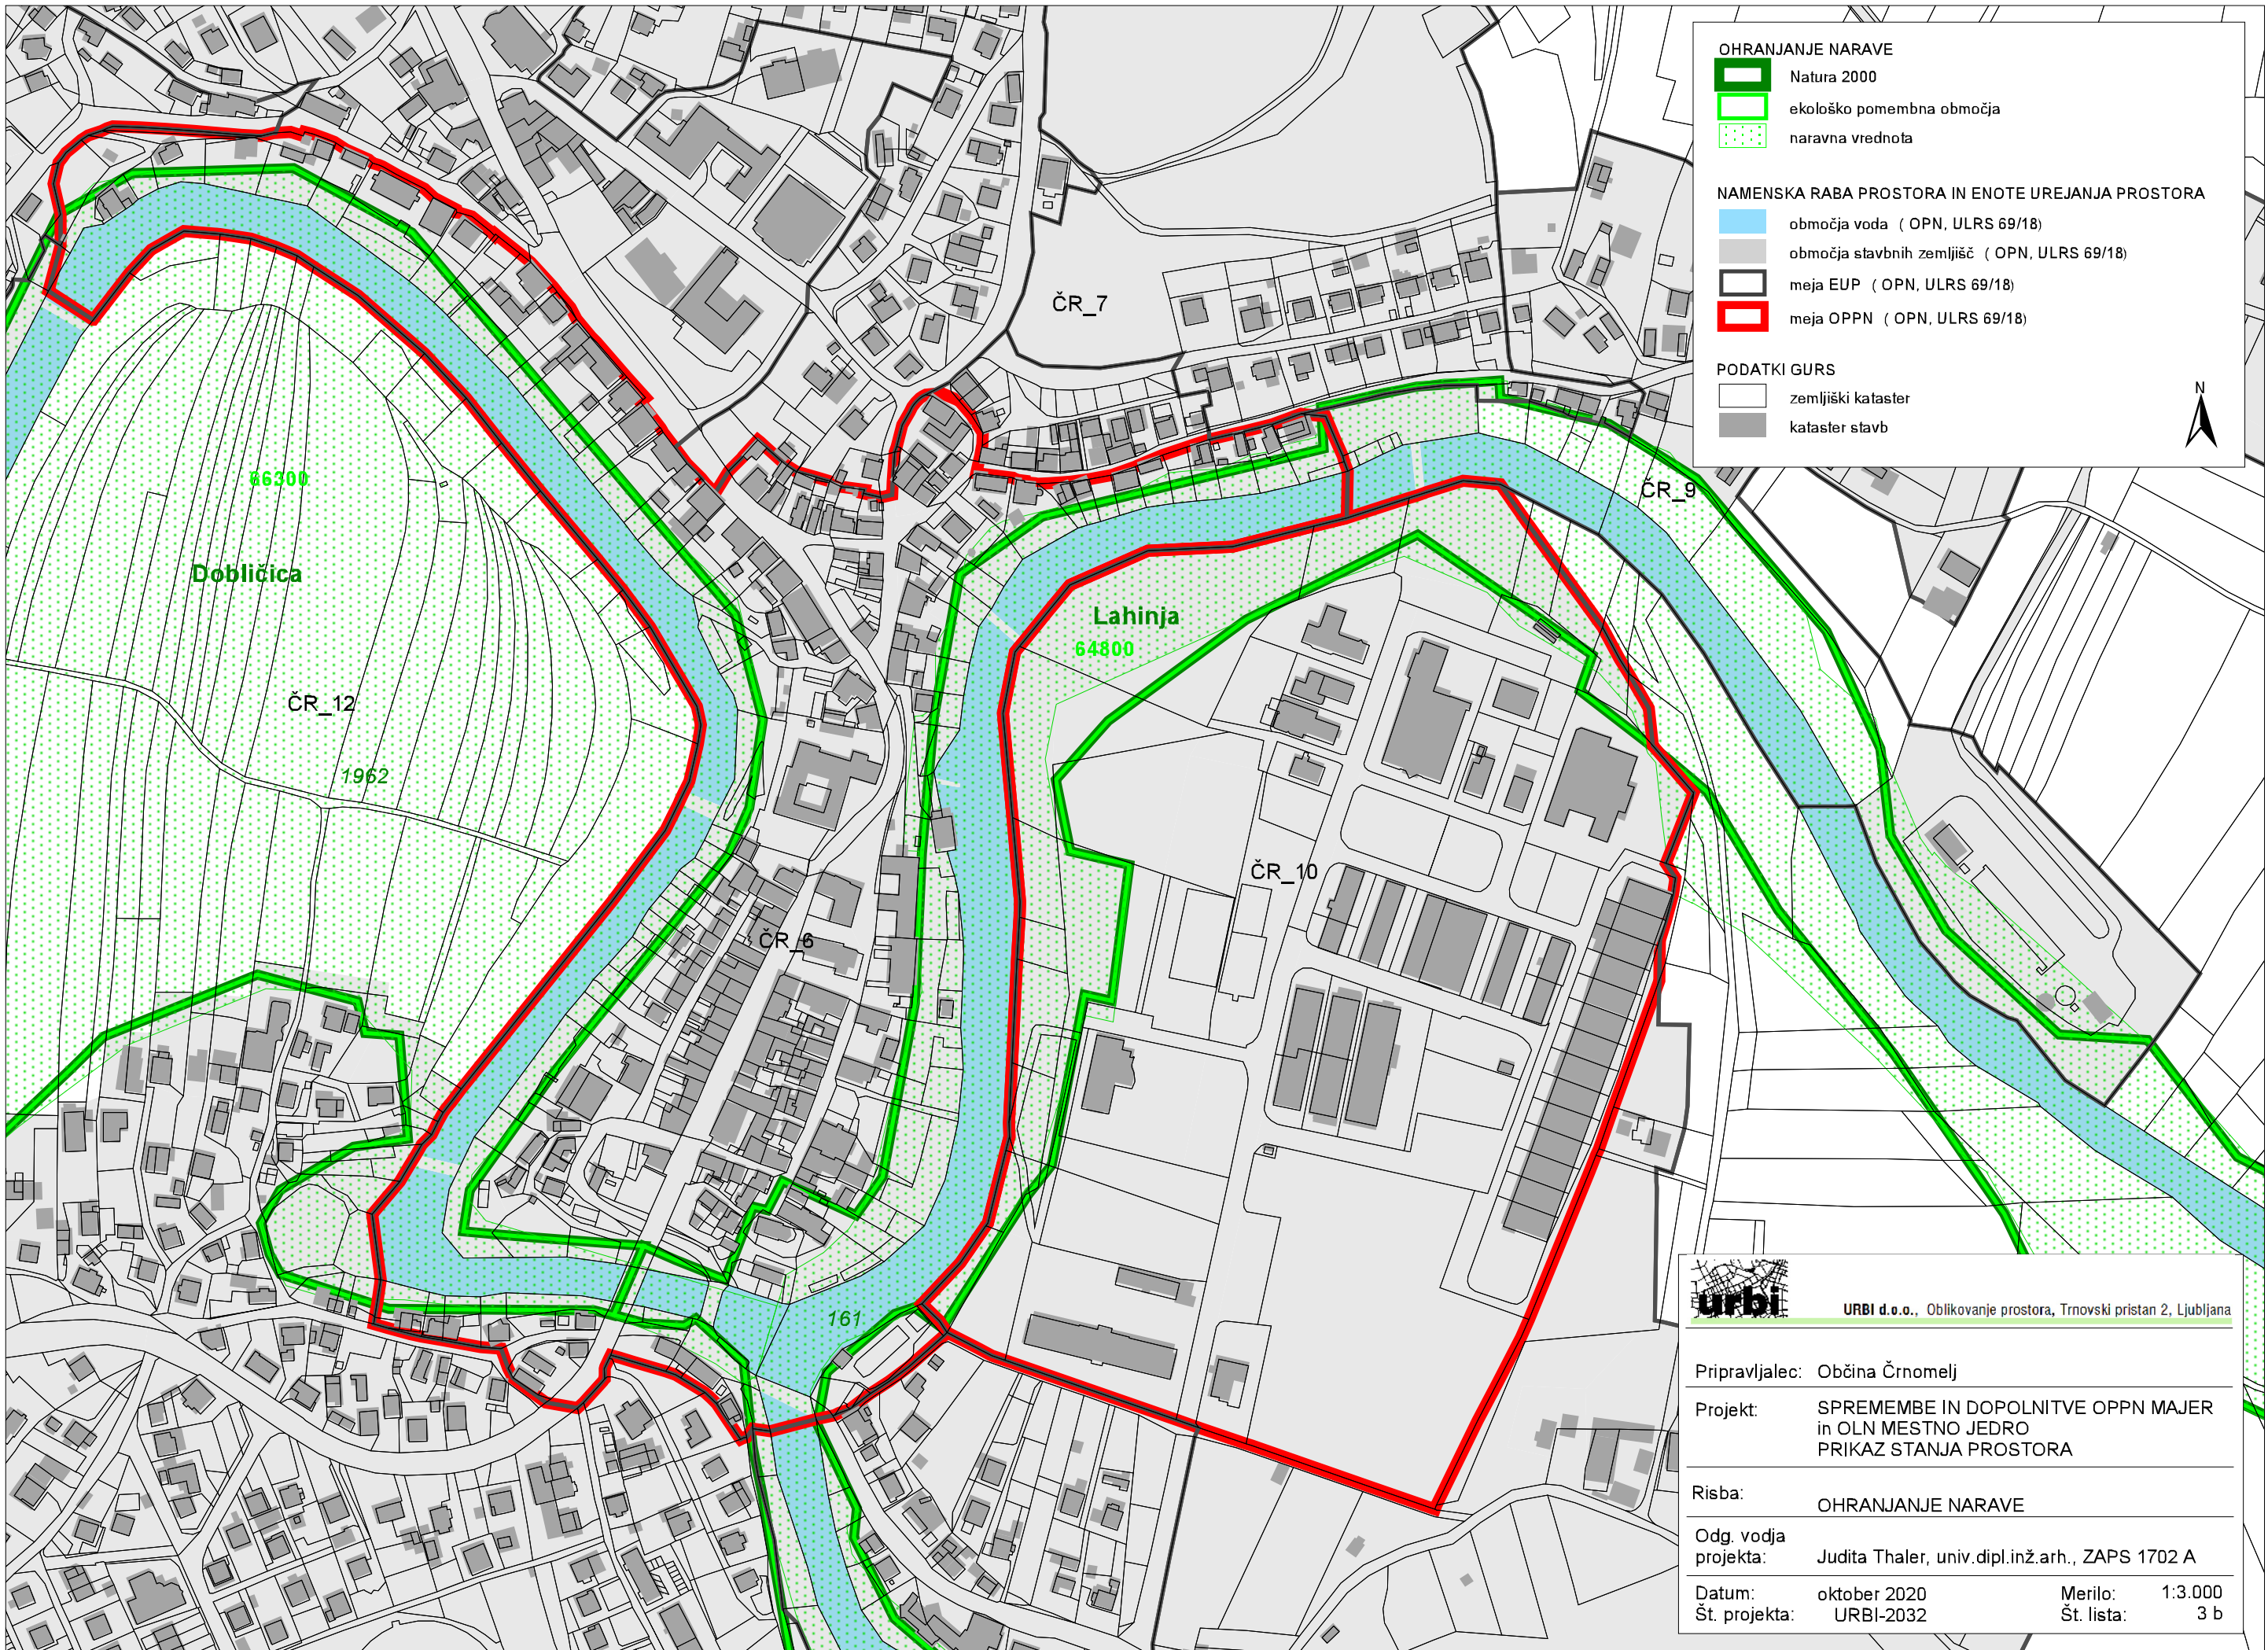 OHRANJANJE NARAVE
Natura 2000
ekološko pomembna območja
naravna vrednota
NAMENSKA RABA PROSTORA IN ENOTE UREJANJA PROSTORA
območja voda ( OPN, ULRS 69/18)
območja stavbnih zemljišč ( OPN, ULRS 69/18)
meja EUP ( OPN, ULRS 69/18)
meja OPPN ( OPN, ULRS 69/18)
PODATKI GURS
zemljiški kataster
kataster stavb
N
ČR_7
66300
ČR_9
Dobličica
Lahinja
64800
ČR_12
1962
ČR_10
ČR_6
161
urbi
URBI d.o.o., Oblikovanje prostora, Trnovski pristan 2, Ljubljana
Pripravljalec: Občina Črnomelj
Projekt: SPREMEMBE IN DOPOLNITVE OPPN MAJER
in OLN MESTNO JEDRO
PRIKAZ STANJA PROSTORA
Risba: OHRANJANJE NARAVE
Odg. vodja
projekta: Judita Thaler, univ.dipl.inž.arh., ZAPS 1702 A
Datum: oktober 2020 Merilo: 1:3.000
Št. projekta: URBI-2032 Št. lista: 3 b